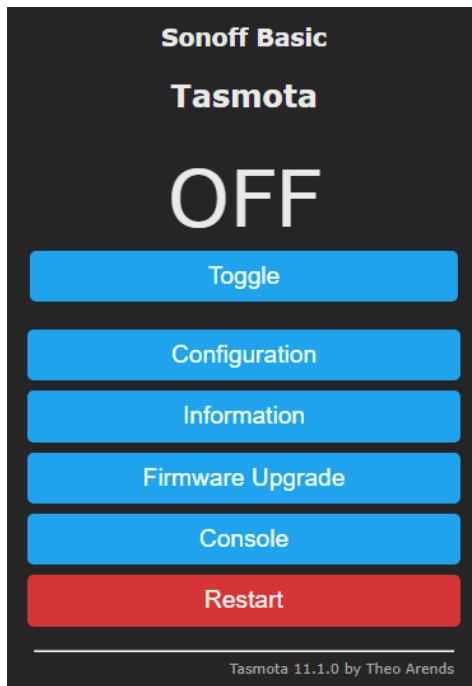 Sonoff Basic
Tasmota
OFF
Toggle
Configuration
Information
Firmware Upgrade
Console
Restart
Tasmota 11.1.0 by Theo Arends